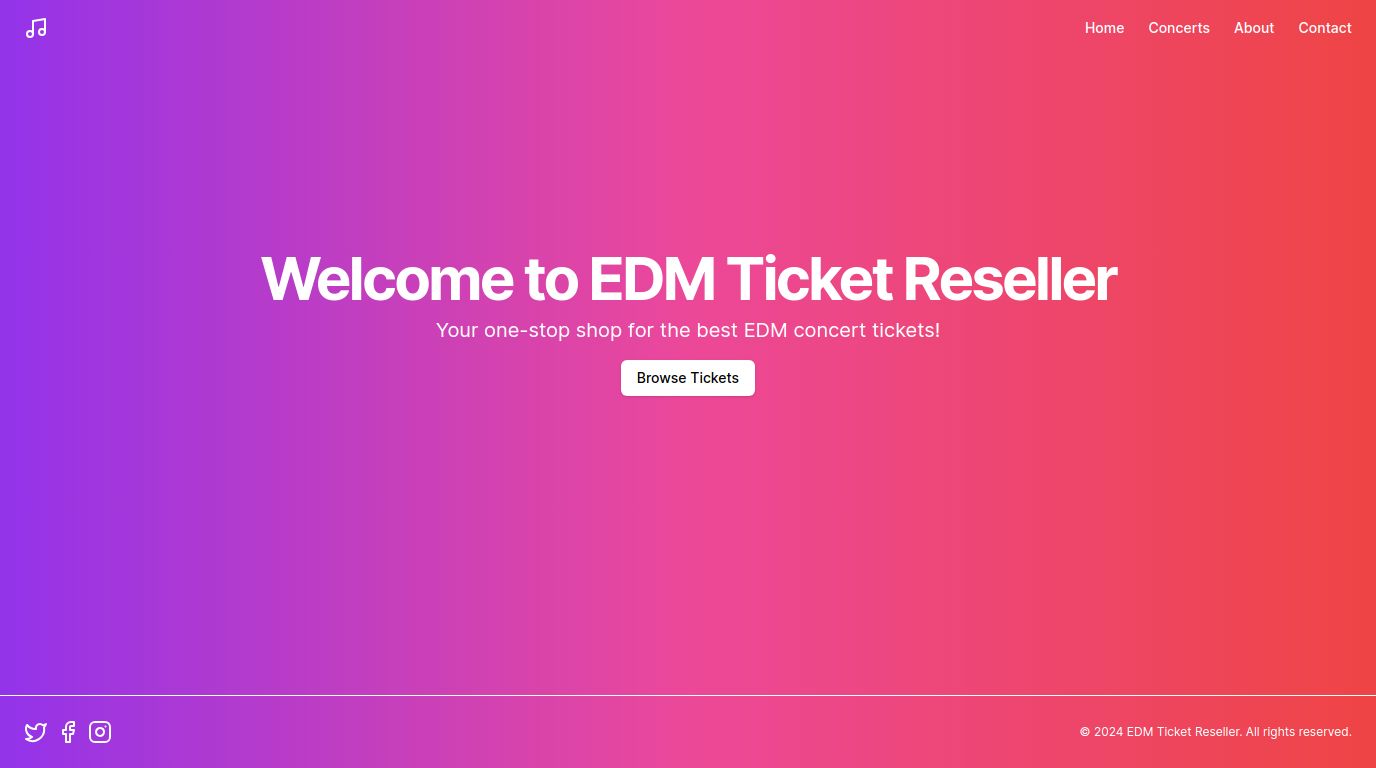 Home Concerts About Contact
Welcome to EDM Ticket Reseller
Your one-stop shop for the best EDM concert tickets!
Browse Tickets
© 2024 EDM Ticket Reseller. All rights reserved.